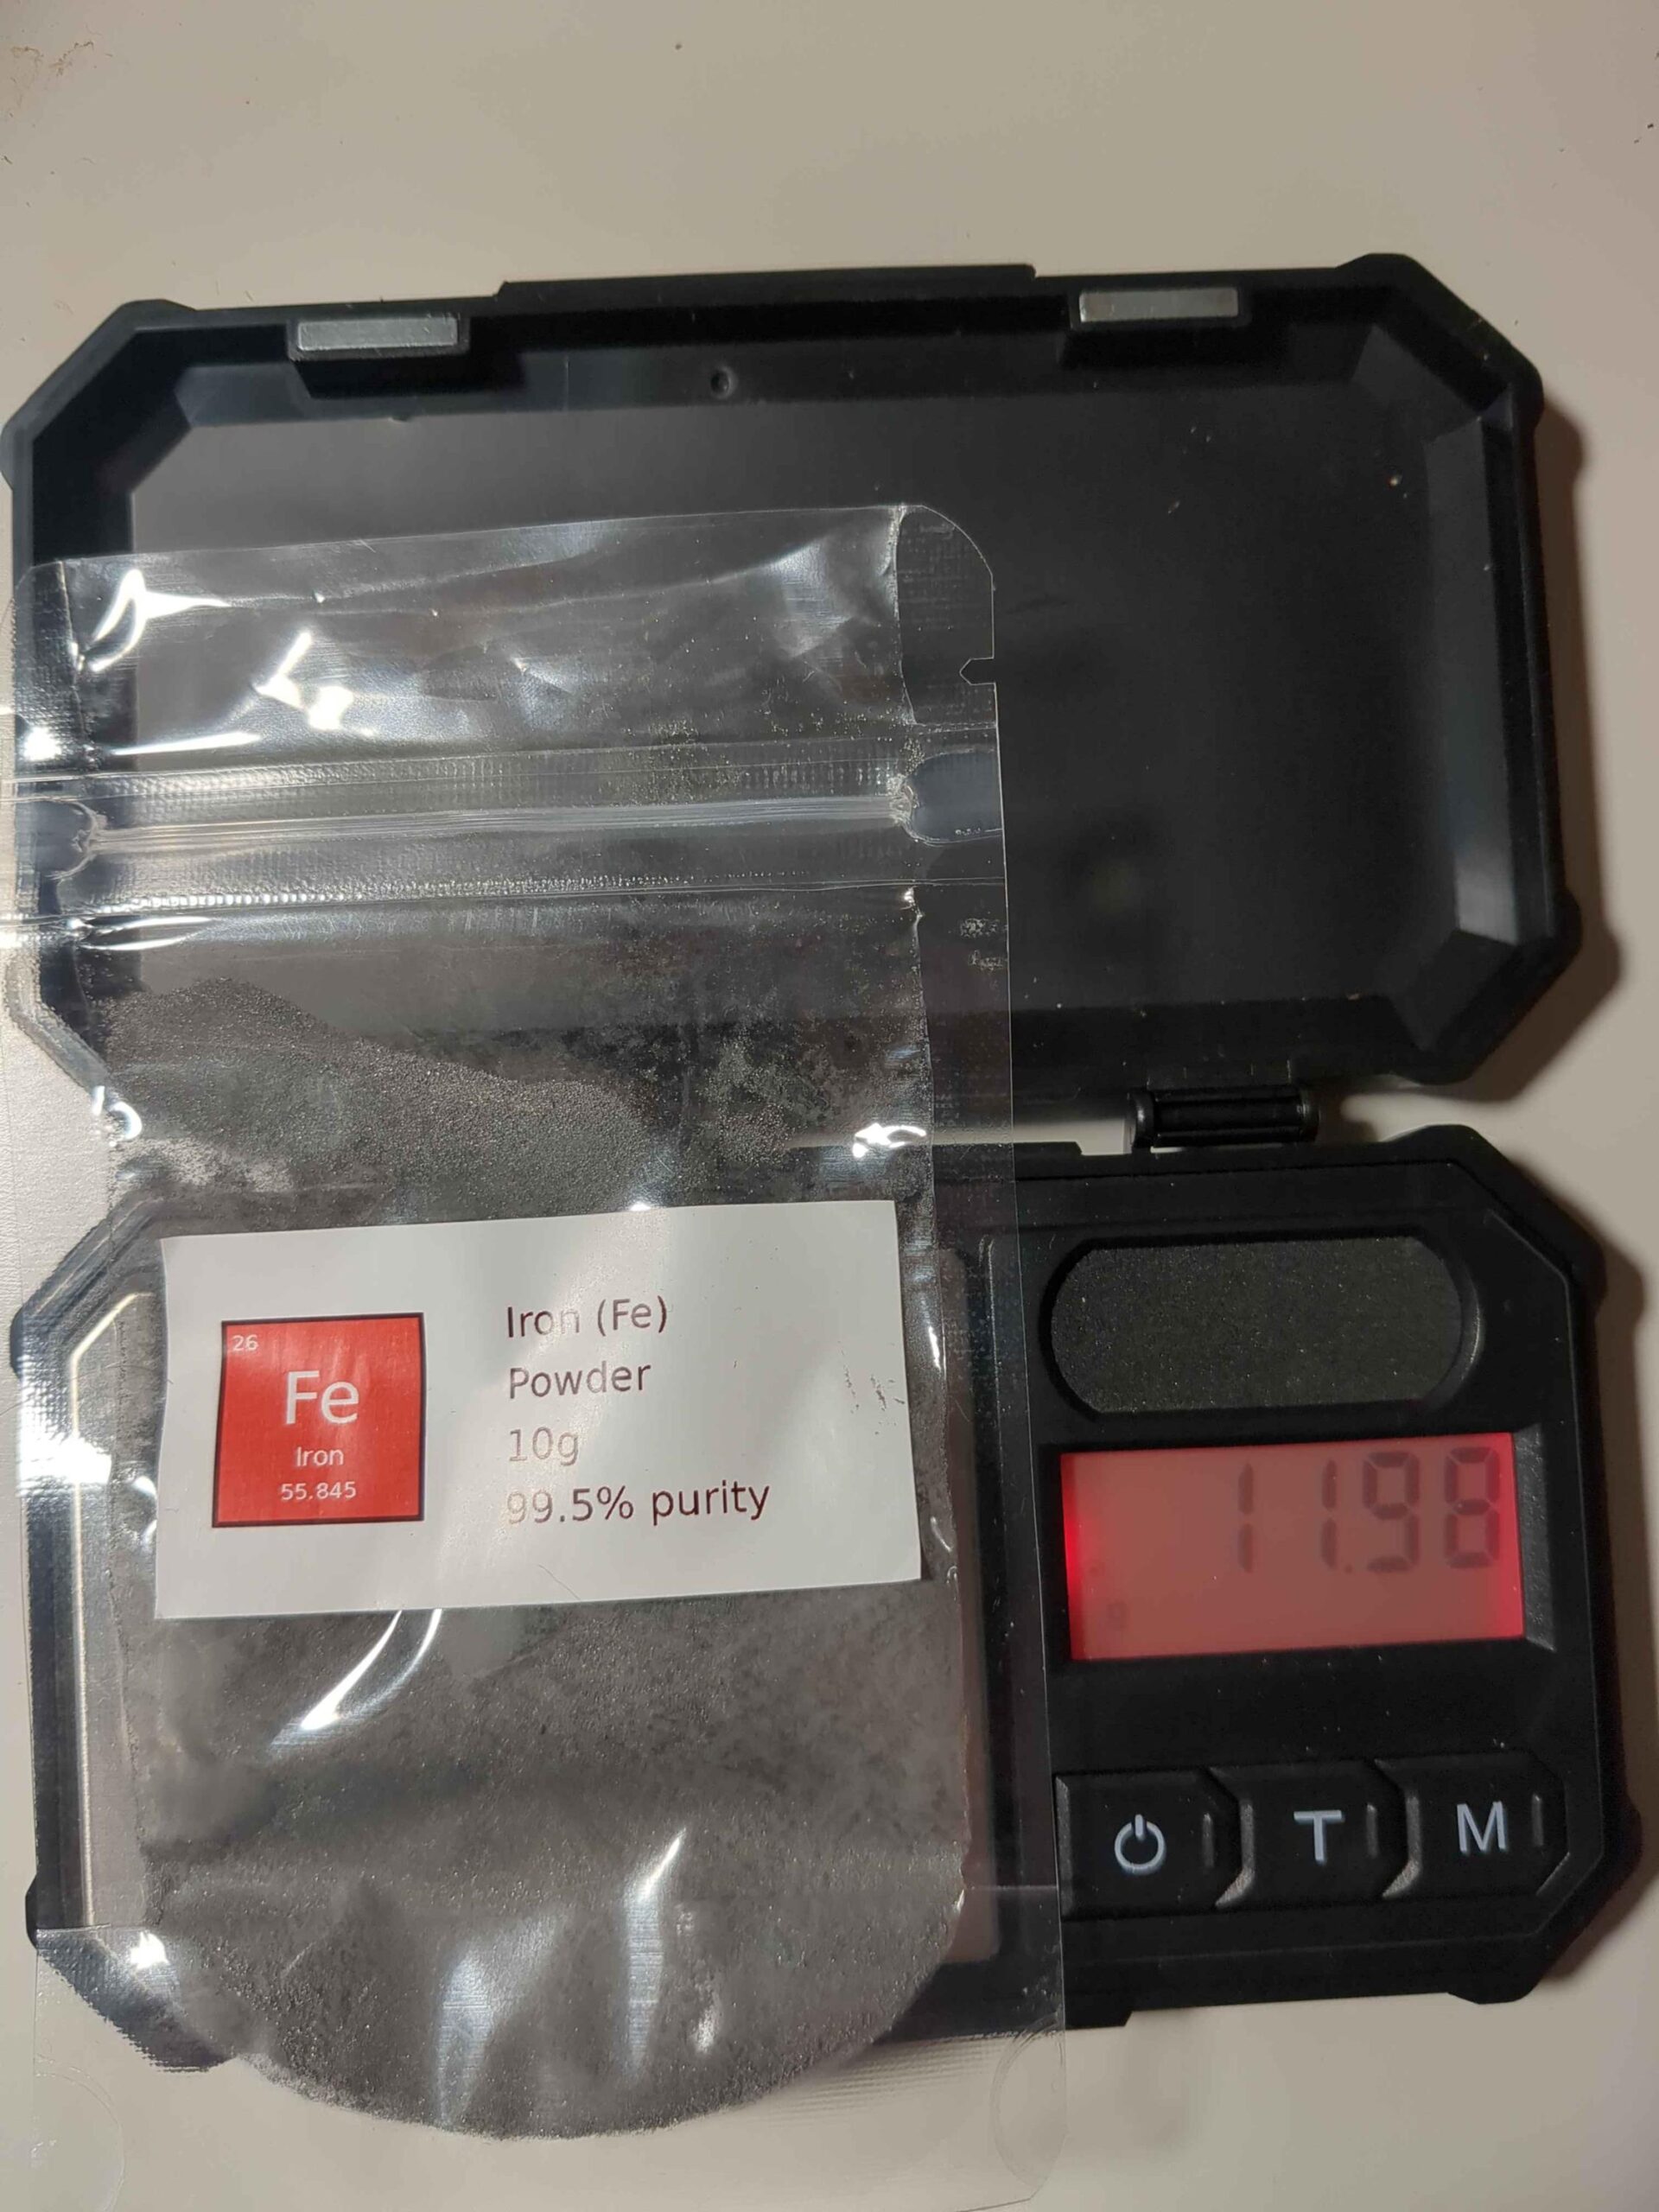 26
Fe
Iron
55.845
Iron (Fe)
Powder
10g
99.5% purity
11.98
g
T
M